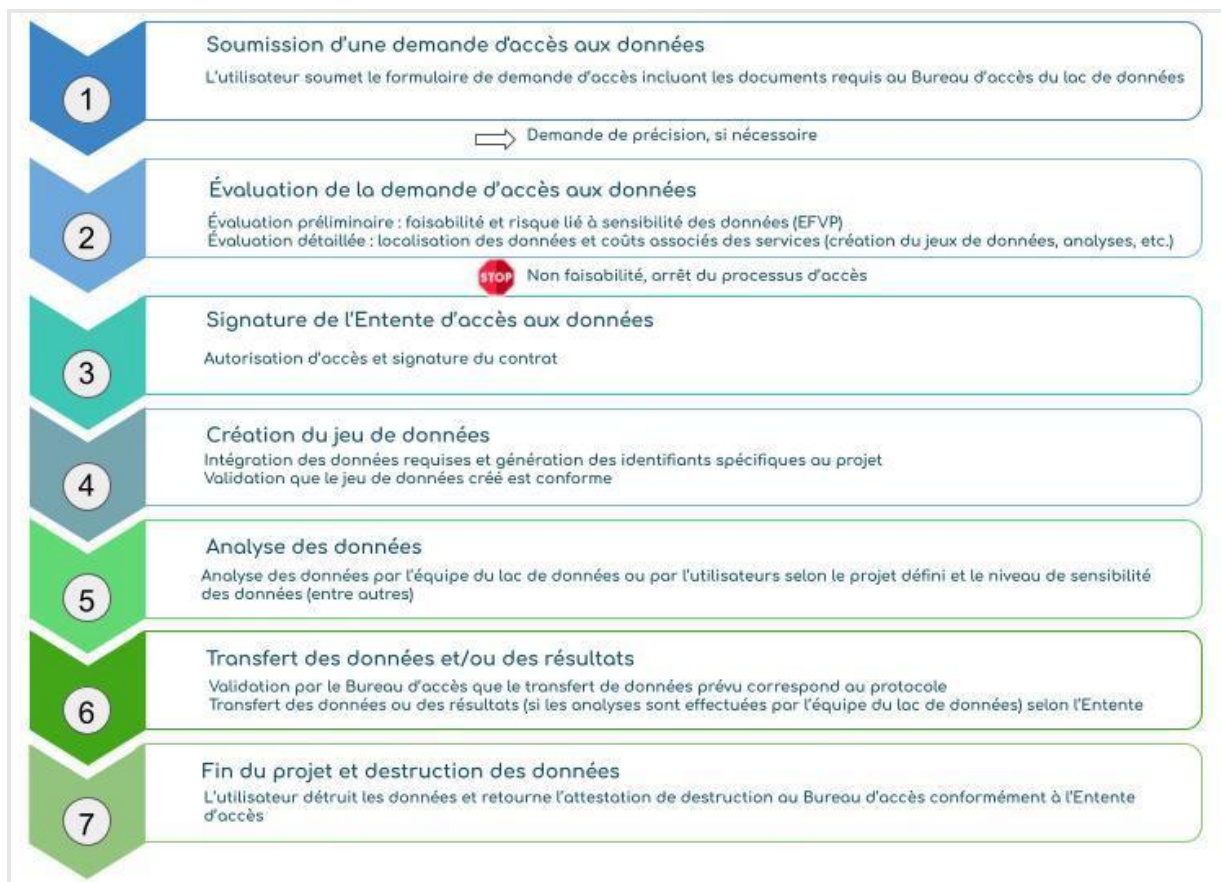 1
Soumission d'une demande d'accès aux données
L'utilisateur soumet le formulaire de demande d'accès incluant les documents requis au Bureau d'accès du lac de données
Demande de précision, si nécessaire
2
Évaluation de la demande d'accès aux données
Évaluation préliminaire : faisabilité et risque lié à sensibilité des données (EFVP)
Évaluation détaillée : localisation des données et coûts associés des services (création du jeux de données, analyses, etc.)
STOP Non faisabilité, arrêt du processus d'accès
3
Signature de l'Entente d'accès aux données
Autorisation d'accès et signature du contrat
4
Création du jeu de données
Intégration des données requises et génération des identifiants spécifiques au projet
Validation que le jeu de données créé est conforme
5
Analyse des données
Analyse des données par l'équipe du lac de données ou par l'utilisateurs selon le projet défini et le niveau de sensibilité
des données (entre autres)
6
Transfert des données et/ou des résultats
Validation par le Bureau d'accès que le transfert de données prévu correspond au protocole
Transfert des données ou des résultats (si les analyses sont effectuées par l'équipe du lac de données) selon l'Entente
7
Fin du projet et destruction des données
L'utilisateur détruit les données et retourne l'attestation de destruction au Bureau d'accès conformément à l'Entente
d'accès